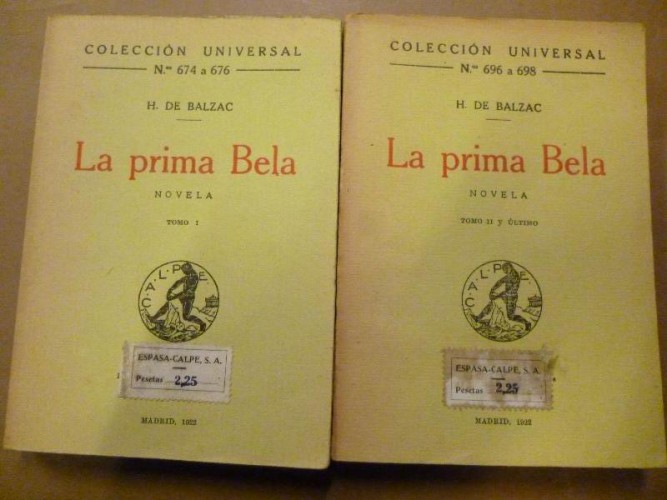 COLECCIÓN UNIVERSAL
N.os 674 a 676
H. DE BALZAC
La prima Bela
NOVELA
TOMO I
CALPE
ESPASA-CALPE, S. A.
Pesetas 2,25
MADRID, 1922
COLECCIÓN UNIVERSAL
N.os 696 a 698
H. DE BALZAC
La prima Bela
NOVELA
TOMO II Y ÚLTIMO
CALPE
ESPASA-CALPE, S. A.
Pesetas 2,25
MADRID, 1922